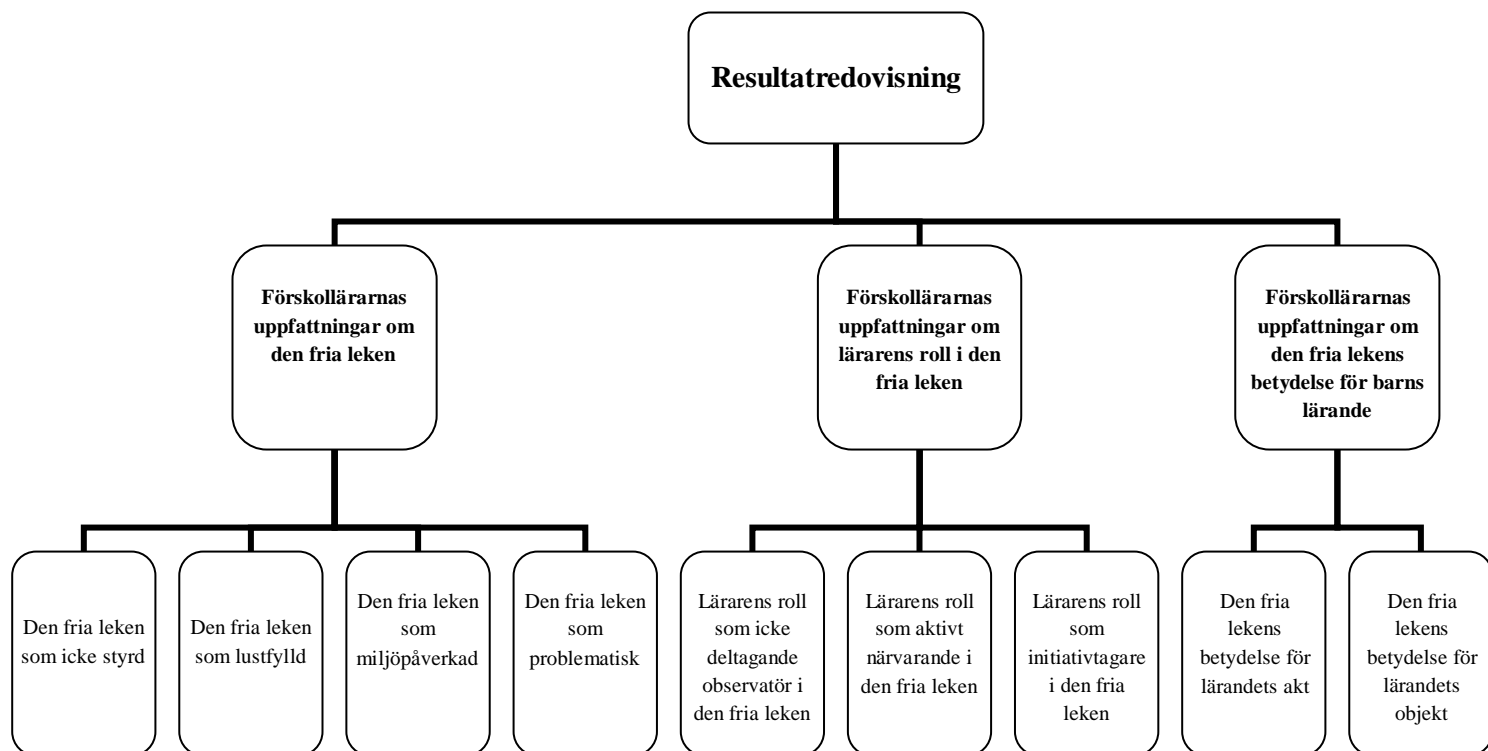 Resultatredovisning
Förskollärarnas
uppfattningar om
den fria leken
Förskollärarnas
uppfattningar om
lärarens roll i den
fria leken
Förskollärarnas
uppfattningar om
den fria lekens
betydelse för barns
lärande
Den fria leken
som icke styrd
Den fria leken
som lustfylld
Den fria leken
som
miljöpåverkad
Den fria leken
som
problematisk
Lärarens roll
som icke
deltagande
observatör i
den fria leken
Lärarens roll
som aktivt
närvarande i
den fria leken
Lärarens roll
som
initiativtagare
i den fria
leken
Den fria
lekens
betydelse för
lärandets akt
Den fria
lekens
betydelse för
lärandets
objekt